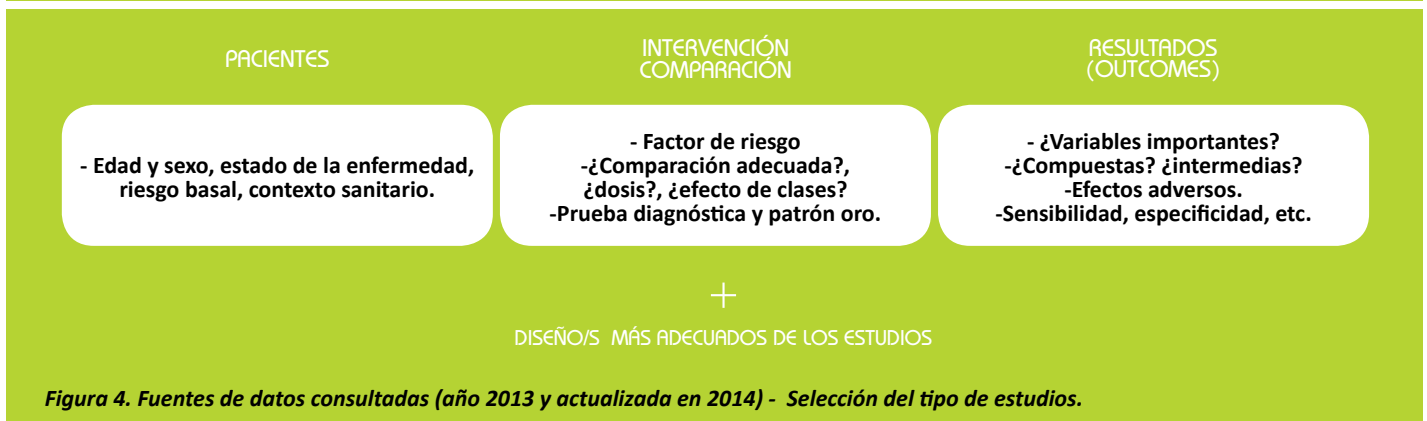 PACIENTES
INTERVENCIÓN
COMPARACIÓN
RESULTADOS
(OUTCOMES)
- Edad y sexo, estado de la enfermedad,
riesgo basal, contexto sanitario.
- Factor de riesgo
-¿Comparación adecuada?,
¿dosis?, ¿efecto de clases?
-Prueba diagnóstica y patrón oro.
- ¿Variables importantes?
-¿Compuestas? ¿intermedias?
-Efectos adversos.
-Sensibilidad, especificidad, etc.
+
DISEÑO/S MÁS ADECUADOS DE LOS ESTUDIOS
Figura 4. Fuentes de datos consultadas (año 2013 y actualizada en 2014) - Selección del tipo de estudios.